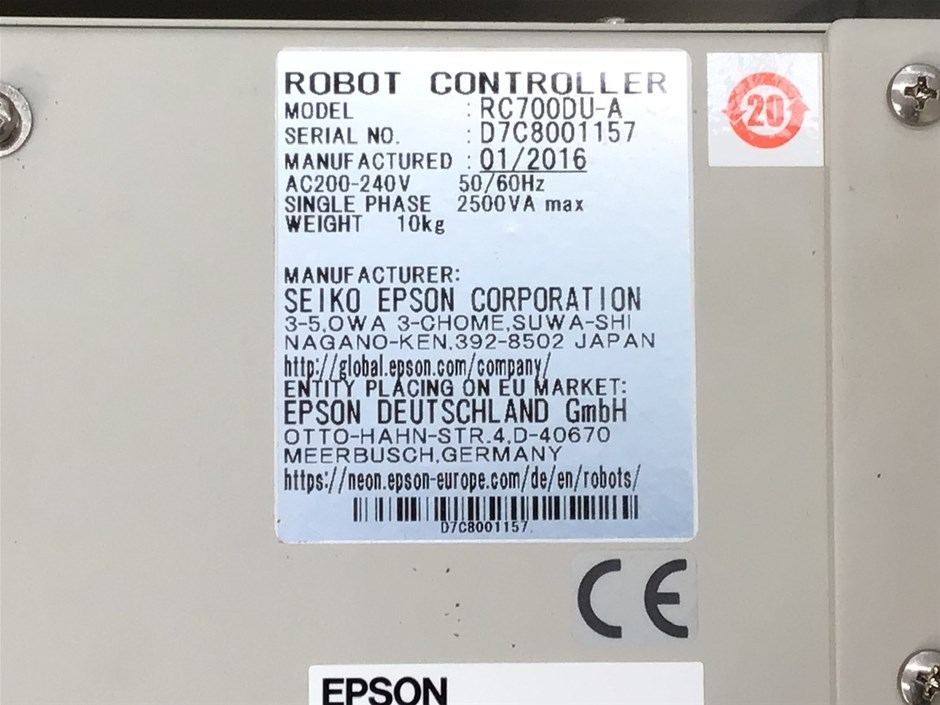 ROBOT CONTROLLER
MODEL : RC700DU-A
SERIAL NO. : D7C8001157
MANUFACTURED : 01/2016
AC200-240V 50/60Hz
SINGLE PHASE 2500VA max
WEIGHT 10kg
MANUFACTURER:
SEIKO EPSON CORPORATION
3-5,OWA 3-CHOME,SUWA-SHI
NAGANO-KEN,392-8502 JAPAN
http://global.epson.com/company/
ENTITY PLACING ON EU MARKET:
EPSON DEUTSCHLAND GmbH
OTTO-HAHN-STR.4,D-40670
MEERBUSCH,GERMANY
https://neon.epson-europe.com/de/en/robots/
D7C8001157
20
CE
EPSON